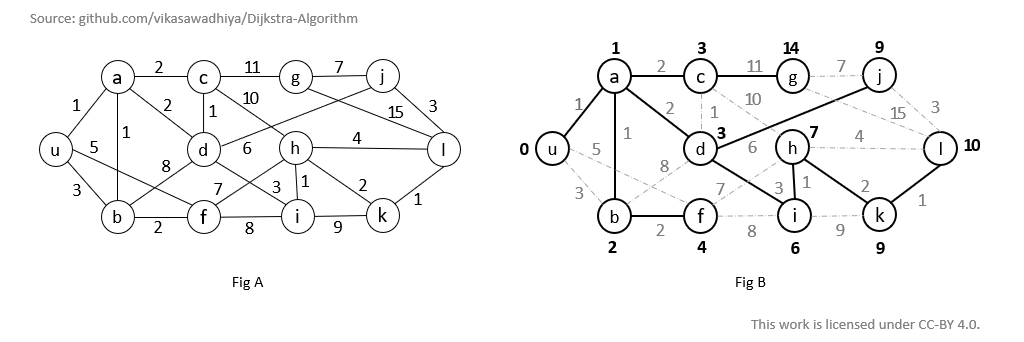 Source: github.com/vikasawadhiya/Dijkstra-Algorithm
1 3 14 9
a 2 c 11 g 7 j
a 2 c 11 g 7 j
1 2 1 10 15 3
1 2 1 10 15 3
u 5 1 d 6 h 4 l
0 u 5 1 d 3 6 h 7 4 l 10
3 8 7 3 1 2 1
3 8 7 3 1 2 1
b 2 f 8 i 9 k
b 2 f 8 i 9 k
2 4 6 9
Fig A
Fig B
This work is licensed under CC-BY 4.0.